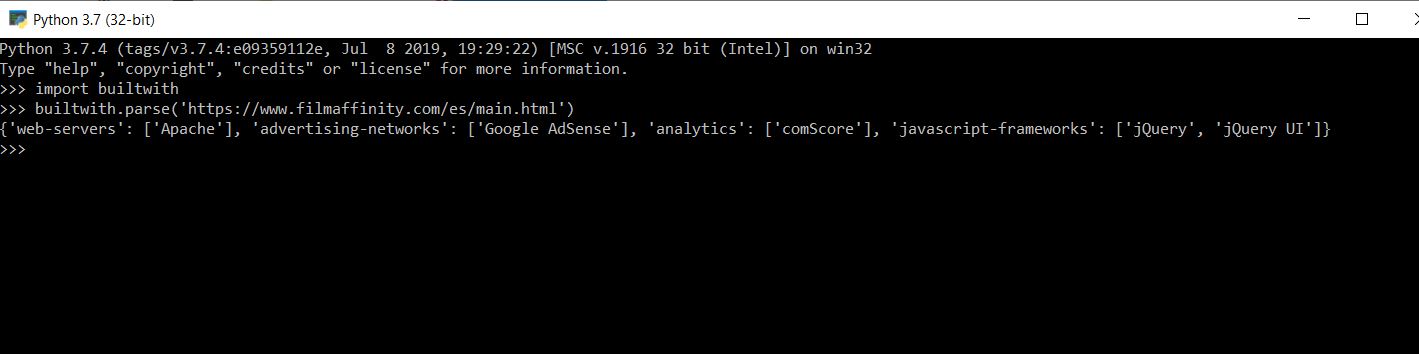 Python 3.7 (32-bit)
Python 3.7.4 (tags/v3.7.4:e09359112e, Jul  8 2019, 19:29:22) [MSC v.1916 32 bit (Intel)] on win32
Type "help", "copyright", "credits" or "license" for more information.
>>> import builtwith
>>> builtwith.parse('https://www.filmaffinity.com/es/main.html')
{'web-servers': ['Apache'], 'advertising-networks': ['Google AdSense'], 'analytics': ['comScore'], 'javascript-frameworks': ['jQuery', 'jQuery UI']}
>>>